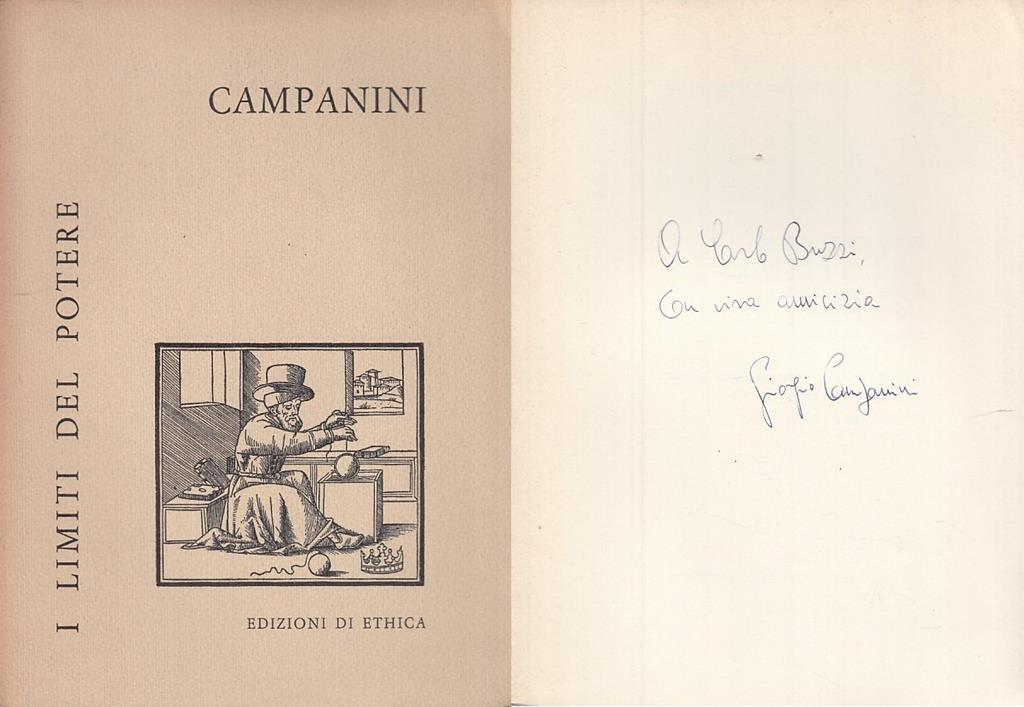 CAMPANINI
I LIMITI DEL POTERE
EDIZIONI DI ETHICA
A Carlo Buzzi,
con viva amicizia
Giorgio Campanini